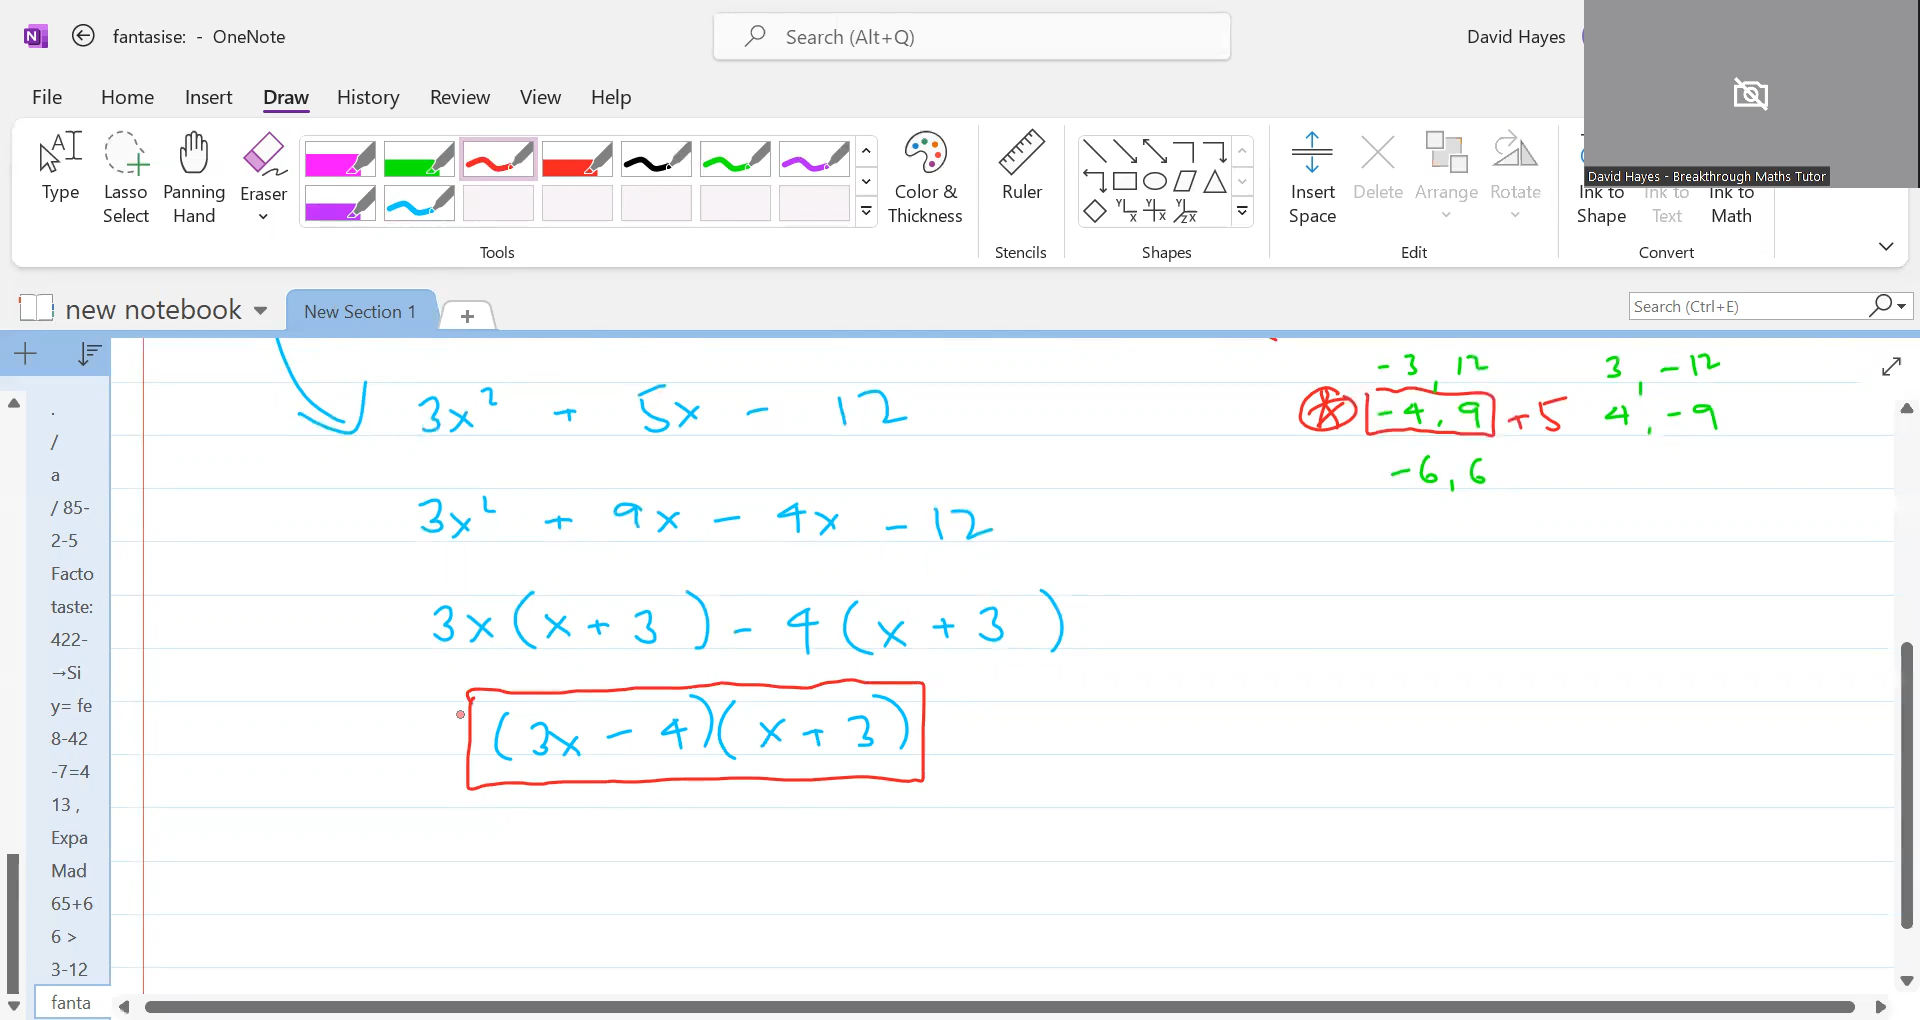 fantasise: - OneNote
Search (Alt+Q)
David Hayes
File Home Insert Draw History Review View Help
Type
Lasso Select
Panning Hand
Eraser
Color & Thickness
Ruler
Insert Space
Delete
Arrange
Rotate
Ink to Shape
Ink to Text
Ink to Math
David Hayes - Breakthrough Maths Tutor
Tools
Stencils
Shapes
Edit
Convert
new notebook
New Section 1
+
Search (Ctrl+E)
.
/
a
/ 85-
2-5
Facto
taste:
422-
→Si
y= fe
8-42
-7=4
13 ,
Expa
Mad
65+6
6 >
3-12
fanta
3x² + 5x - 12
3x² + 9x - 4x - 12
3x(x + 3) - 4(x + 3)
(3x - 4)(x + 3)
-3, 12 3, -12
-4, 9 +5 4, -9
-6, 6